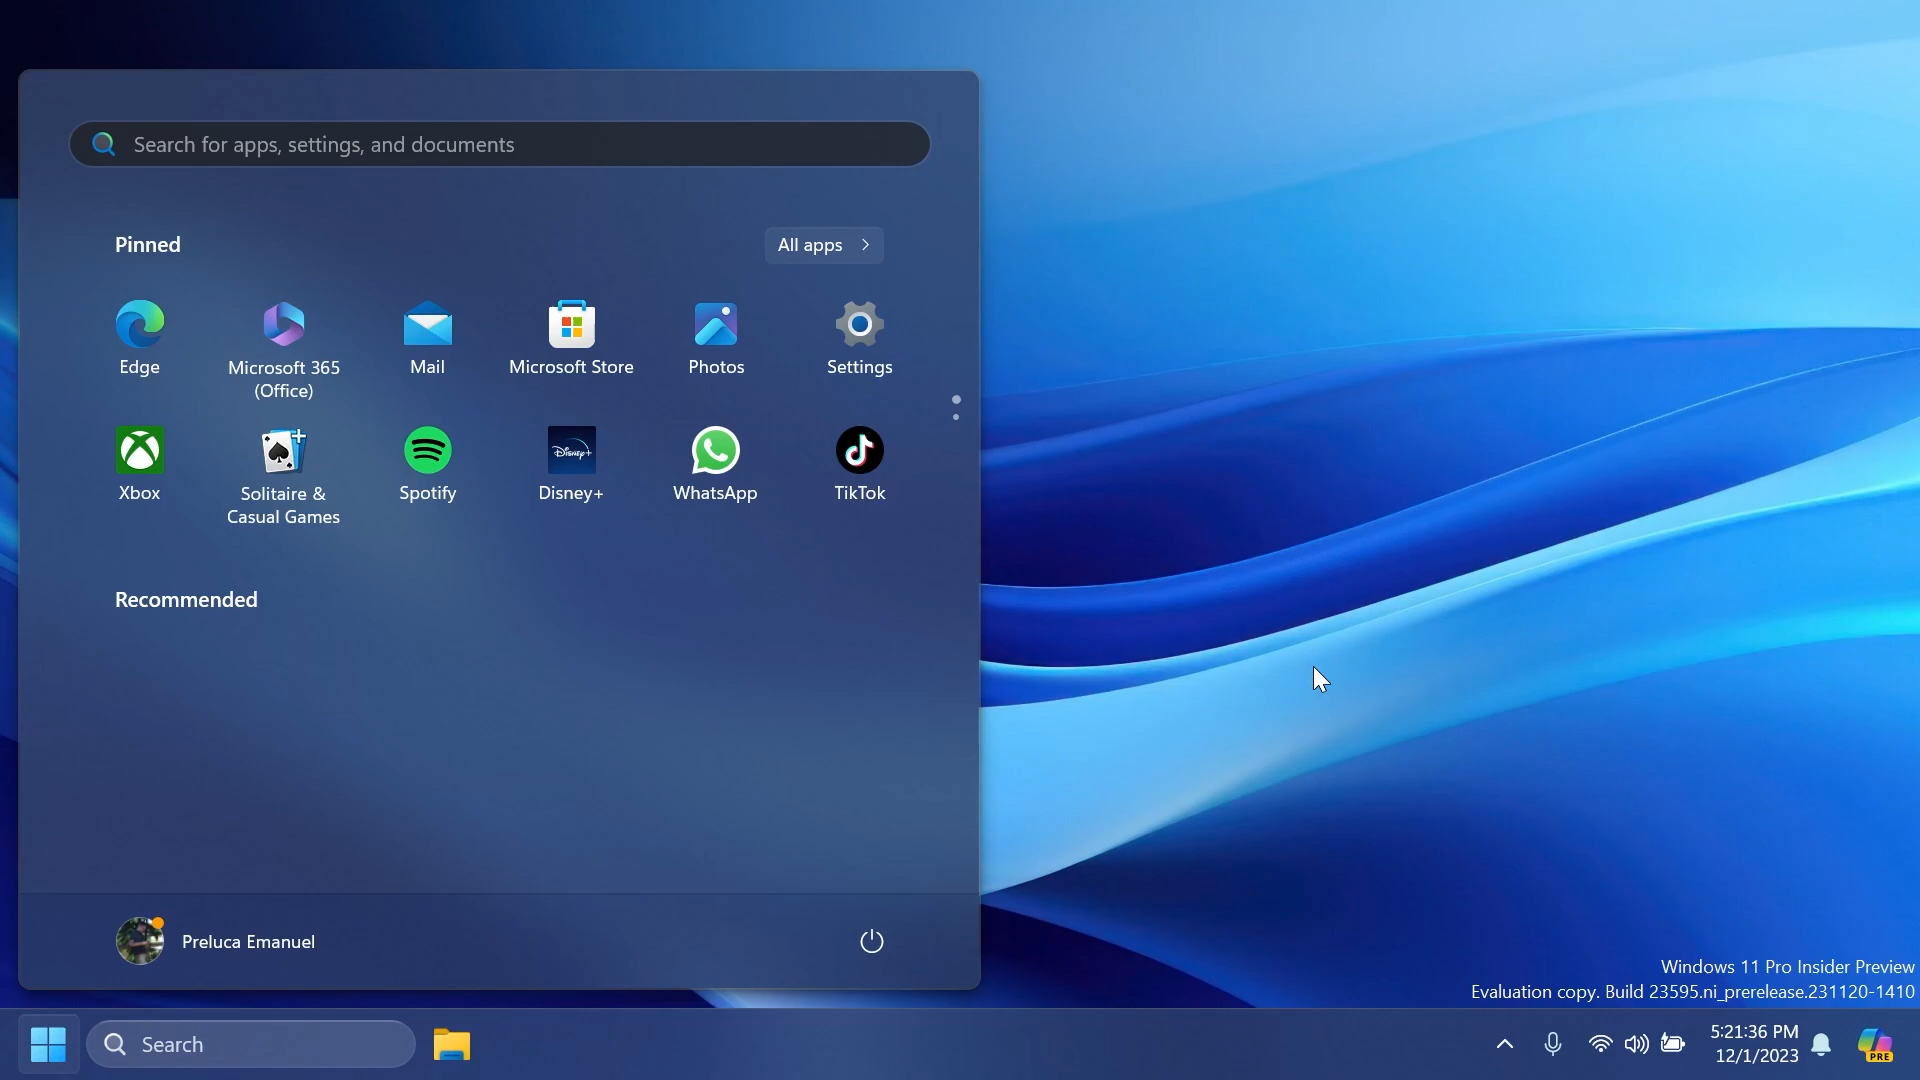 Search for apps, settings, and documents
Pinned
All apps
Edge
Microsoft 365
(Office)
Mail
Microsoft Store
Photos
Settings
Xbox
Solitaire &
Casual Games
Spotify
Disney+
Disney+
WhatsApp
TikTok
Recommended
Preluca Emanuel
Windows 11 Pro Insider Preview
Evaluation copy. Build 23595.ni_prerelease.231120-1410
Search
5:21:36 PM
12/1/2023
PRE